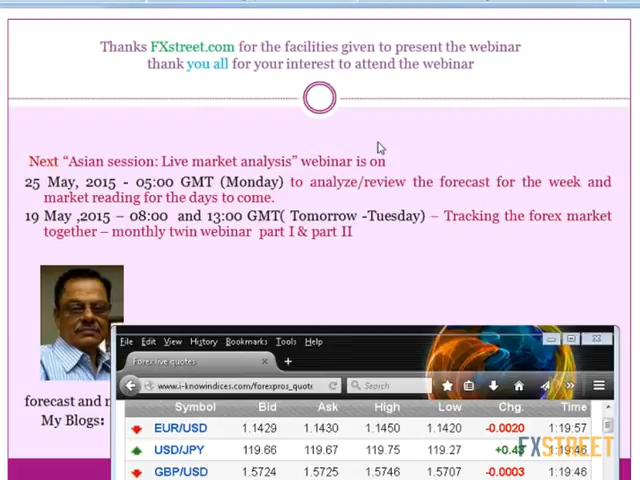 Thanks FXstreet.com for the facilities given to present the webinar
thank you all for your interest to attend the webinar
Next “Asian session: Live market analysis” webinar is on
25 May, 2015 - 05:00 GMT (Monday) to analyze/review the forecast for the week and
market reading for the days to come.
19 May ,2015 – 08:00 and 13:00 GMT( Tomorrow -Tuesday) – Tracking the forex market
together – monthly twin webinar part I & part II
File Edit View History Bookmarks Tools Help
Forex live quotes
www.i-knowindices.com/forexpros_quot
Search
Symbol Bid Ask High Low Chg. Time
EUR/USD 1.1429 1.1430 1.1450 1.1420 -0.0020 1:19:57
USD/JPY 119.66 119.67 119.75 119.27 +0.43 1:19:46
GBP/USD 1.5724 1.5725 1.5746 1.5707 -0.0003 1:19:46
forecast and
My Blogs:
FXSTREET